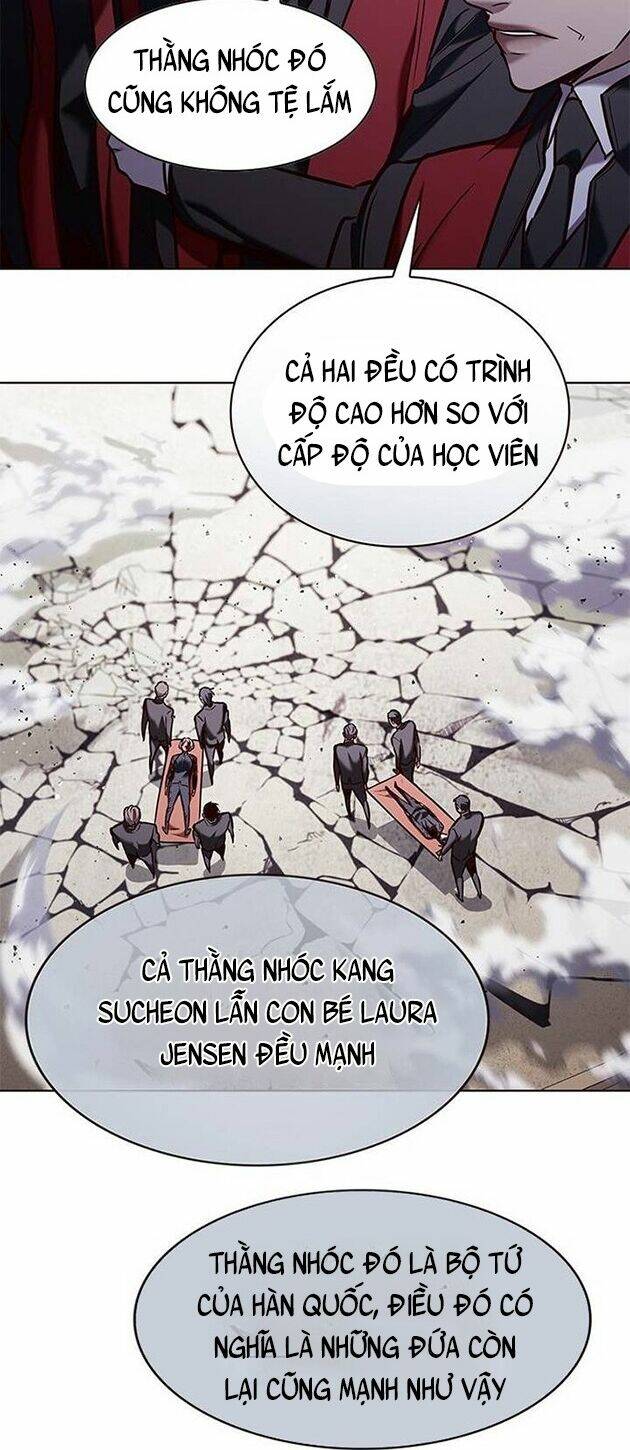 THẰNG NHÓC ĐÓ
CŨNG KHÔNG TỆ LẮM
CẢ HAI ĐỀU CÓ TRÌNH
ĐỘ CAO HƠN SO VỚI
CẤP ĐỘ CỦA HỌC VIÊN
CẢ THẰNG NHÓC KANG
SUCHEON LẪN CON BÉ LAURA
JENSEN ĐỀU MẠNH
THẰNG NHÓC ĐÓ LÀ BỘ TỨ
CỦA HÀN QUỐC, ĐIỀU ĐÓ CÓ
NGHĨA LÀ NHỮNG ĐỨA CÒN
LẠI CŨNG MẠNH NHƯ VẬY